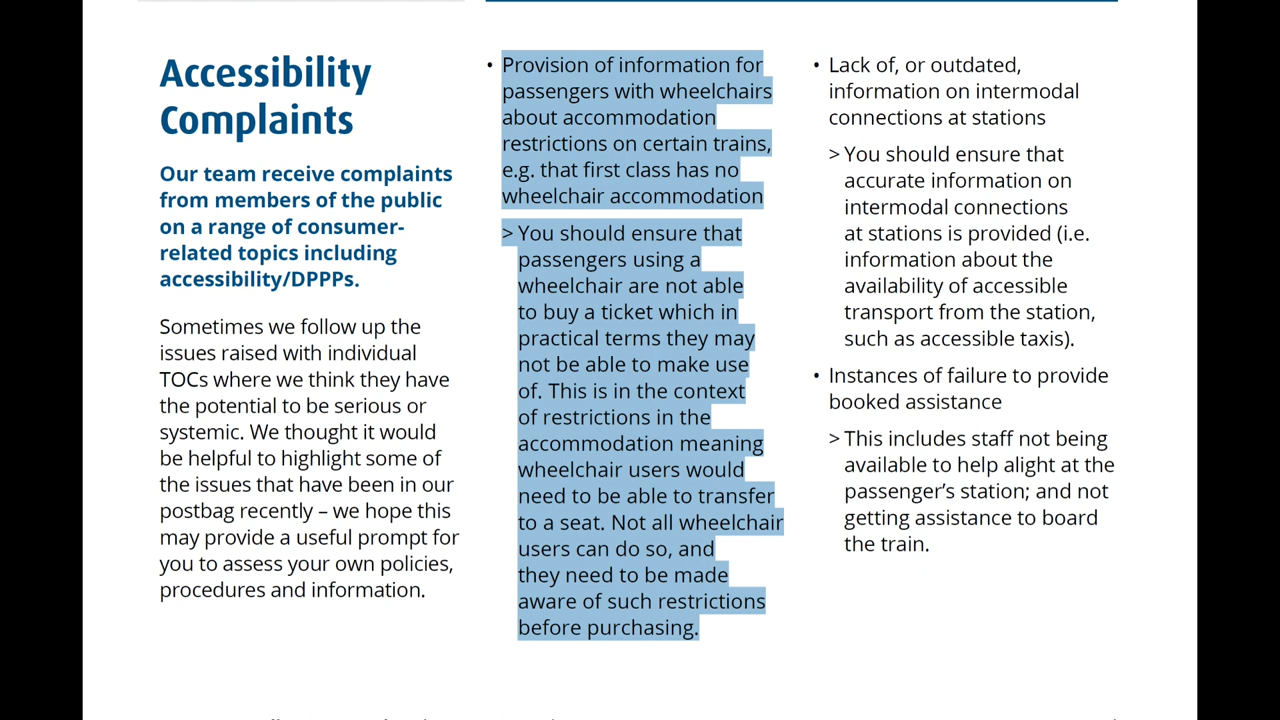 Accessibility
Complaints
Our team receive complaints
from members of the public
on a range of consumer-
related topics including
accessibility/DPPPs.
Sometimes we follow up the
issues raised with individual
TOCs where we think they have
the potential to be serious or
systemic. We thought it would
be helpful to highlight some of
the issues that have been in our
postbag recently – we hope this
may provide a useful prompt for
you to assess your own policies,
procedures and information.
• Provision of information for
passengers with wheelchairs
about accommodation
restrictions on certain trains,
e.g. that first class has no
wheelchair accommodation
> You should ensure that
passengers using a
wheelchair are not able
to buy a ticket which in
practical terms they may
not be able to make use
of. This is in the context
of restrictions in the
accommodation meaning
wheelchair users would
need to be able to transfer
to a seat. Not all wheelchair
users can do so, and
they need to be made
aware of such restrictions
before purchasing.
• Lack of, or outdated,
information on intermodal
connections at stations
> You should ensure that
accurate information on
intermodal connections
at stations is provided (i.e.
information about the
availability of accessible
transport from the station,
such as accessible taxis).
• Instances of failure to provide
booked assistance
> This includes staff not being
available to help alight at the
passenger's station; and not
getting assistance to board
the train.